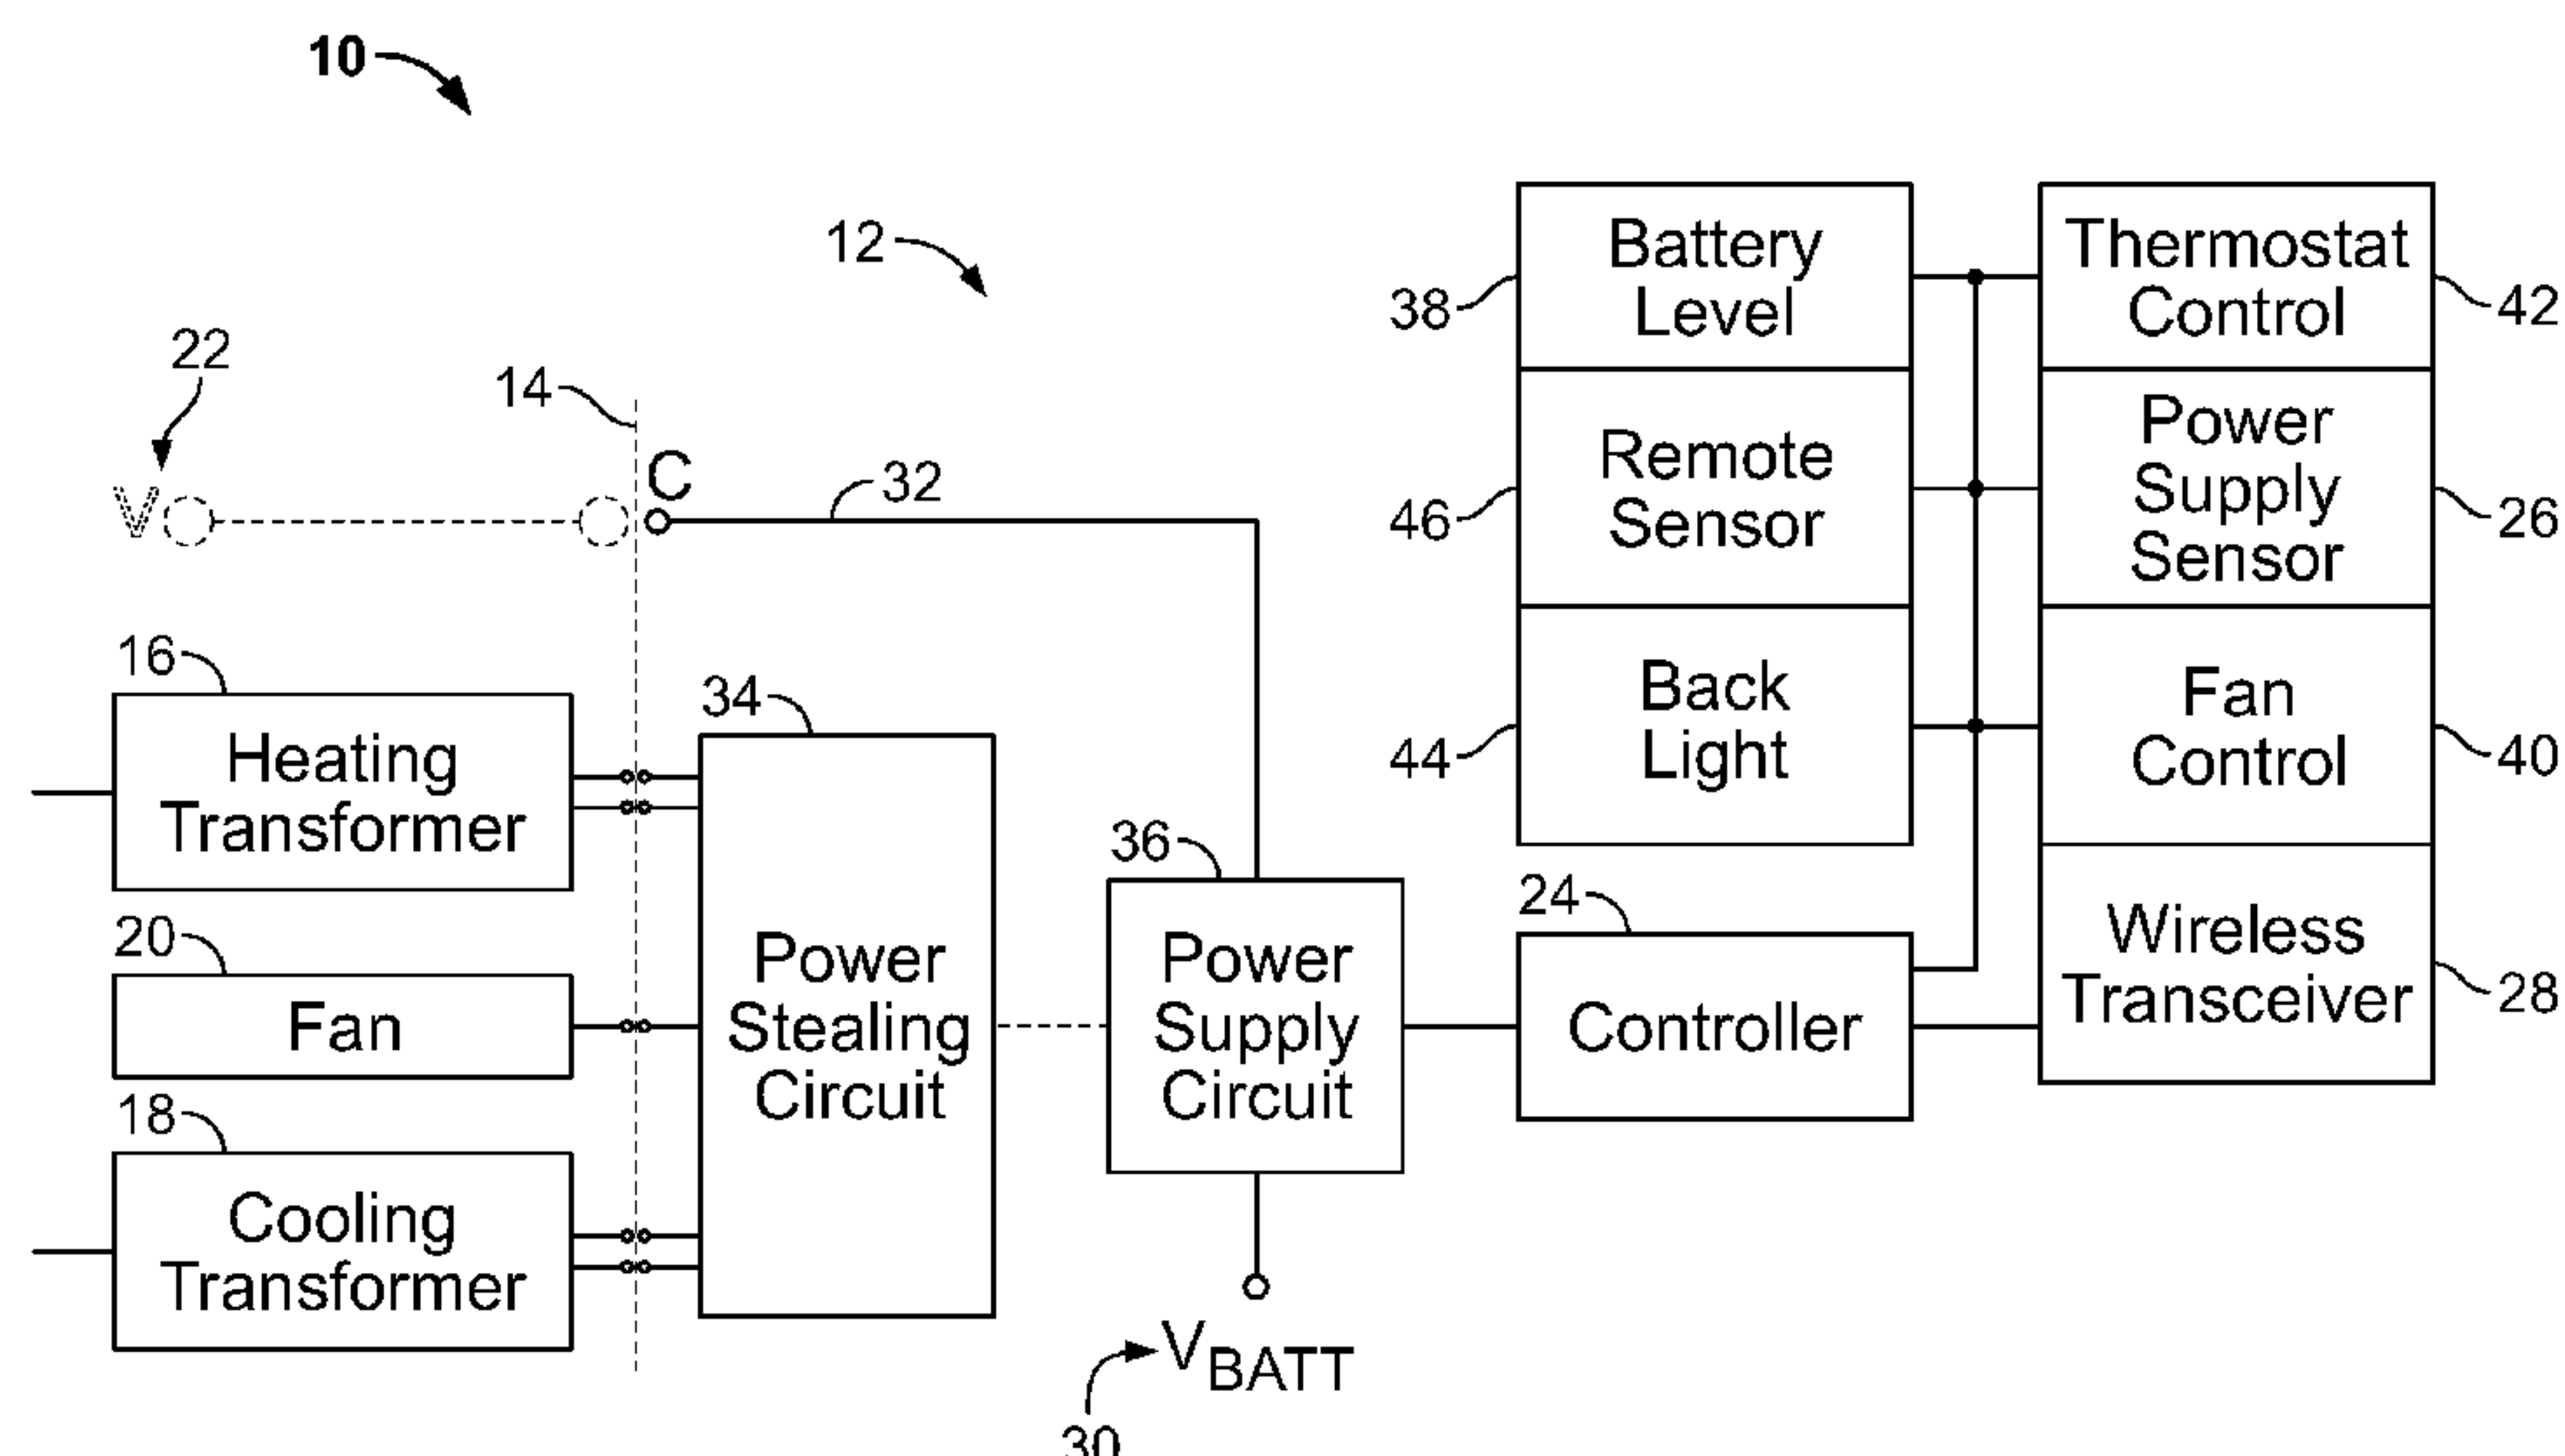 10
12
Battery
Level
38
Thermostat
Control
42
22
14
V
C
32
Remote
Sensor
46
Power
Supply
Sensor
26
16
Heating
Transformer
34
Back
Light
44
Fan
Control
40
20
Fan
Power
Stealing
Circuit
36
Power
Supply
Circuit
24
Controller
Wireless
Transceiver
28
18
Cooling
Transformer
VBATT
30